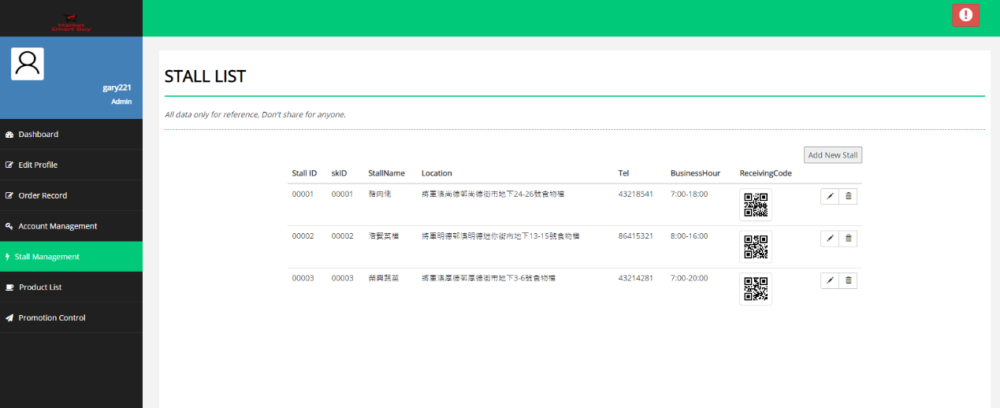 Market
Smart Buy
gary221
Admin
Dashboard
Edit Profile
Order Record
Account Management
Stall Management
Product List
Promotion Control
STALL LIST
All data only for reference, Don't share for anyone.
Add New Stall
Stall ID skID StallName Location Tel BusinessHour ReceivingCode
00001 00001 豬肉佬 將軍澳尚德邨尚德街市地下24-26號食物檔 43218541 7:00-18:00
00002 00002 浩賢菜檔 將軍明德邨澳明德迷你街市地下13-15號食物檔 86415321 8:00-16:00
00003 00003 榮興蔬菜 將軍澳厚德邨厚德街市地下3-6號食物檔 43214281 7:00-20:00